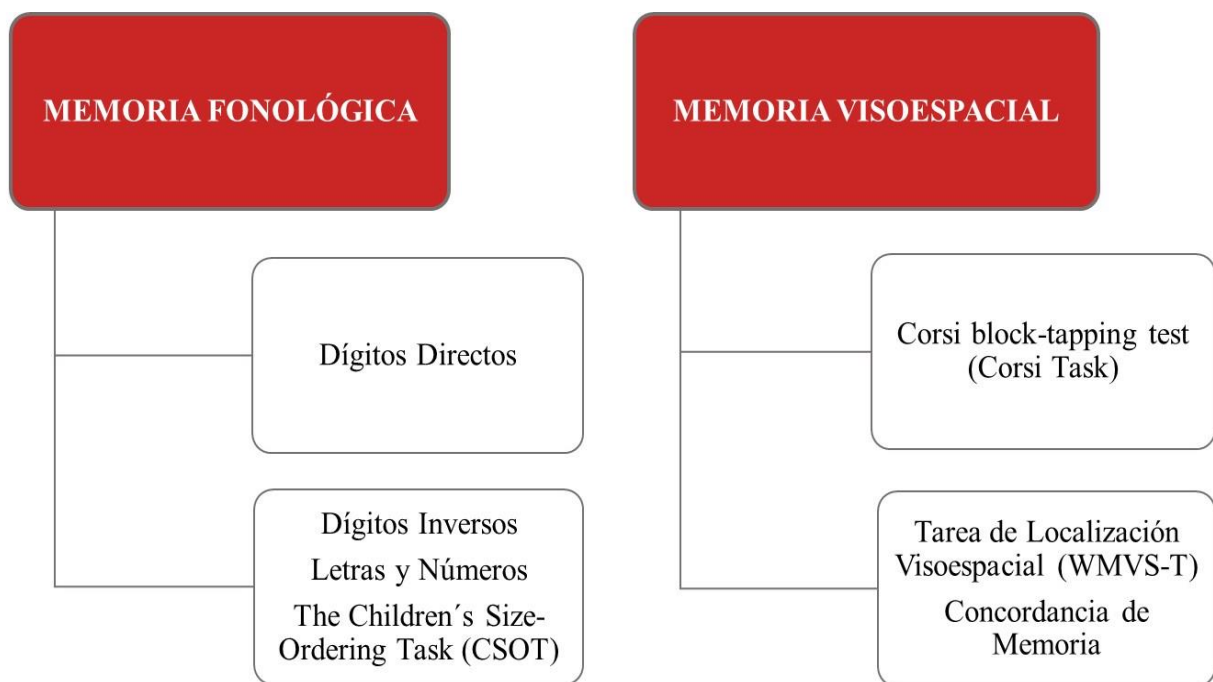 MEMORIA FONOLÓGICA
Dígitos Directos
Dígitos Inversos
Letras y Números
The Children´s Size-
Ordering Task (CSOT)
MEMORIA VISOESPACIAL
Corsi block-tapping test
(Corsi Task)
Tarea de Localización
Visoespacial (WMVS-T)
Concordancia de
Memoria